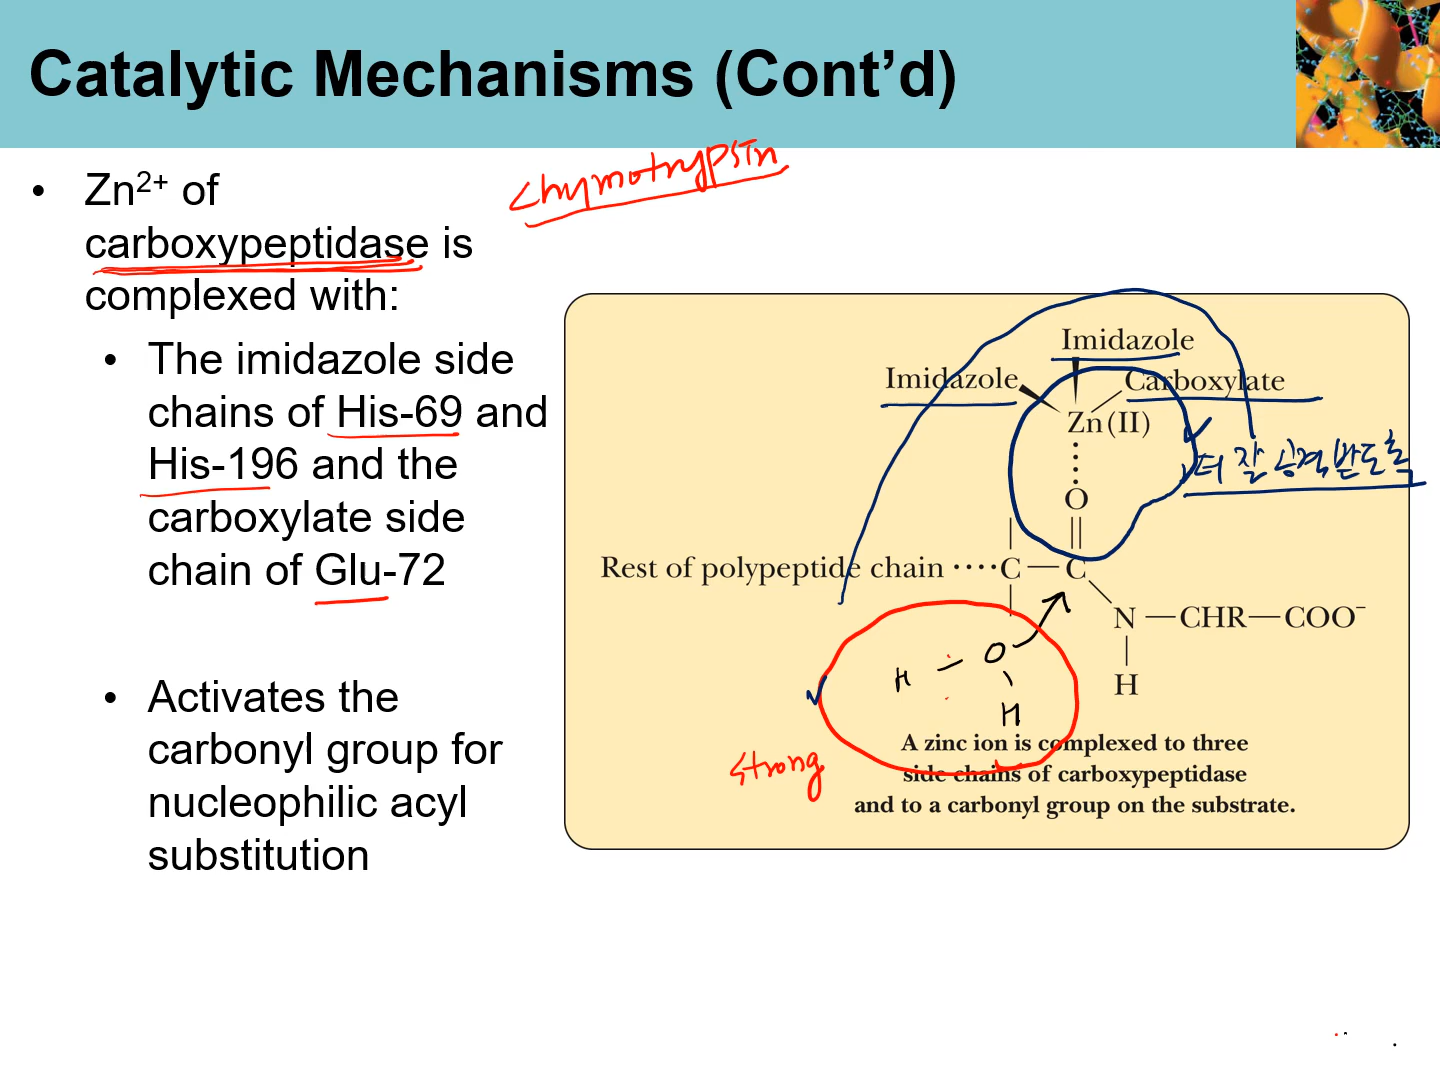 Catalytic Mechanisms (Cont’d)
chymotrypsin
• Zn2+ of
carboxypeptidase is
complexed with:
• The imidazole side
chains of His-69 and
His-196 and the
carboxylate side
chain of Glu-72
• Activates the
carbonyl group for
nucleophilic acyl
substitution
Imidazole
Imidazole
Carboxylate
Zn(II)
더 잘 공격 받도록
O
Rest of polypeptide chain ····C—C
N—CHR—COO−
H
H - O
H
strong
A zinc ion is complexed to three
side chains of carboxypeptidase
and to a carbonyl group on the substrate.